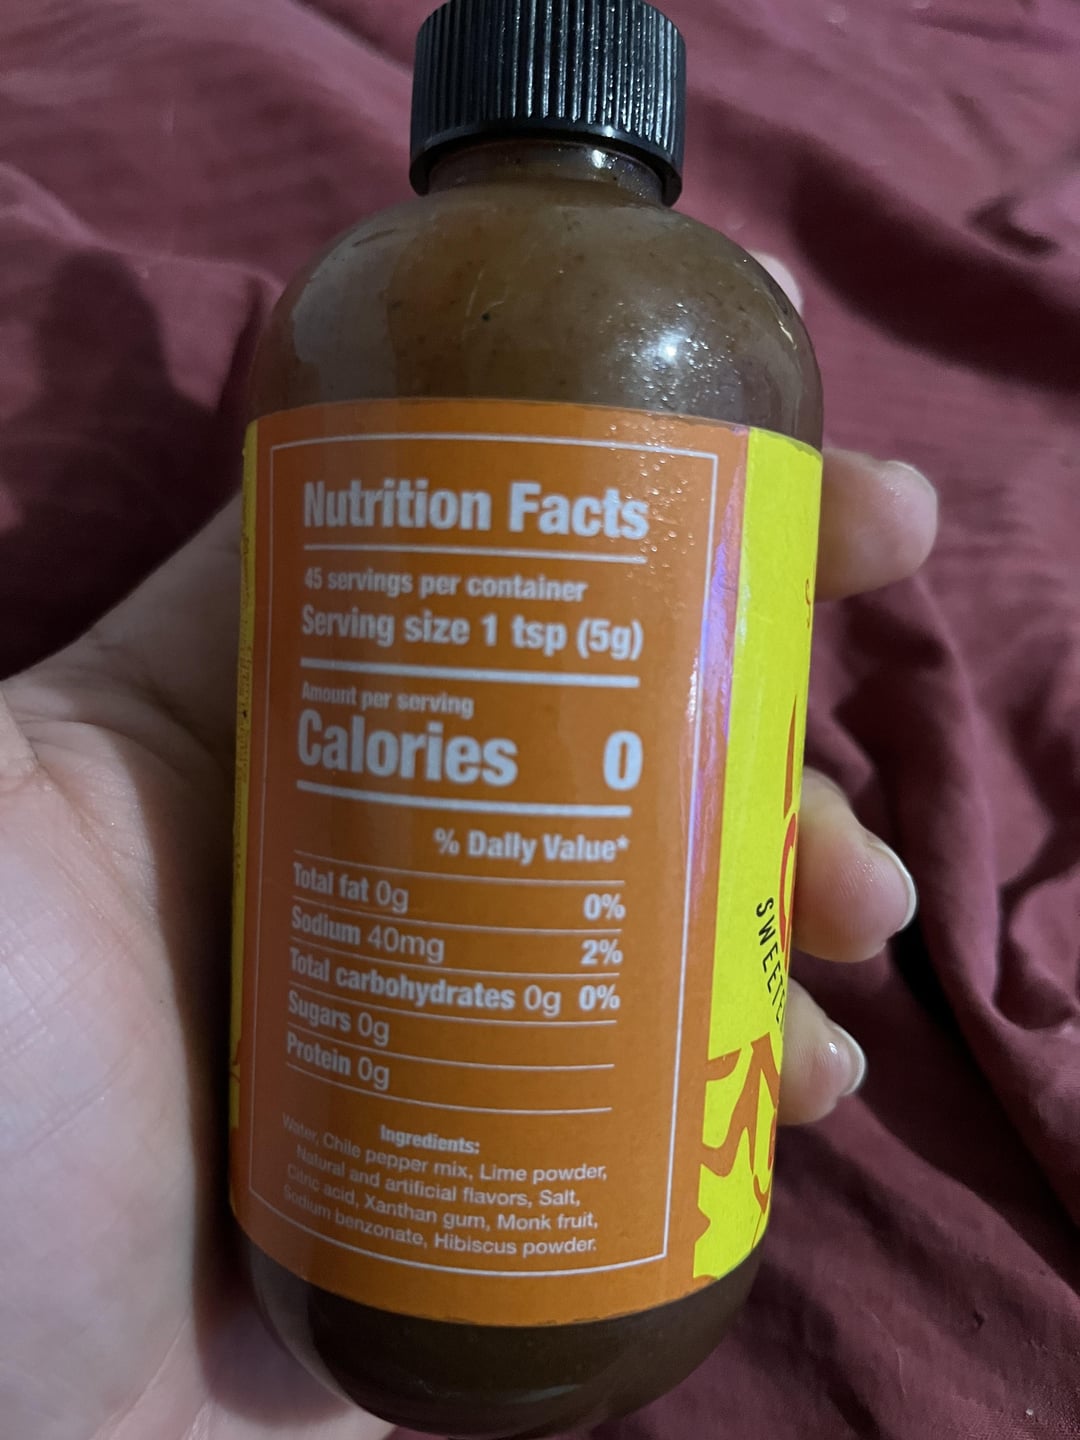 Nutrition Facts
45 servings per container
Serving size 1 tsp (5g)
Amount per serving
Calories 0
% Daily Value*
Total fat 0g 0%
Sodium 40mg 2%
Total carbohydrates 0g 0%
Sugars 0g
Protein 0g
Ingredients:
Water, Chile pepper mix, Lime powder,
Natural and artificial flavors, Salt,
Citric acid, Xanthan gum, Monk fruit,
Sodium benzonate, Hibiscus powder.